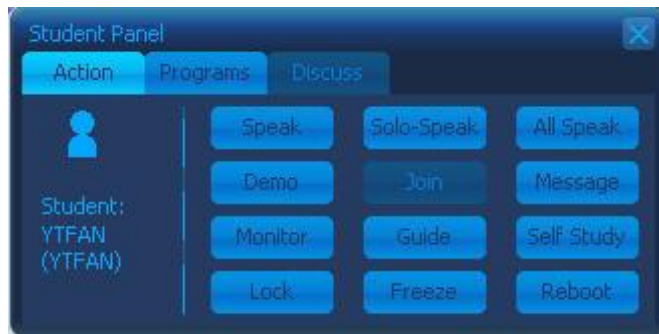 Student Panel
Action Programs Discuss
Speak Solo-Speak All Speak
Demo Join Message
Student:
YTFAN
(YTFAN)
Monitor Guide Self Study
Lock Freeze Reboot